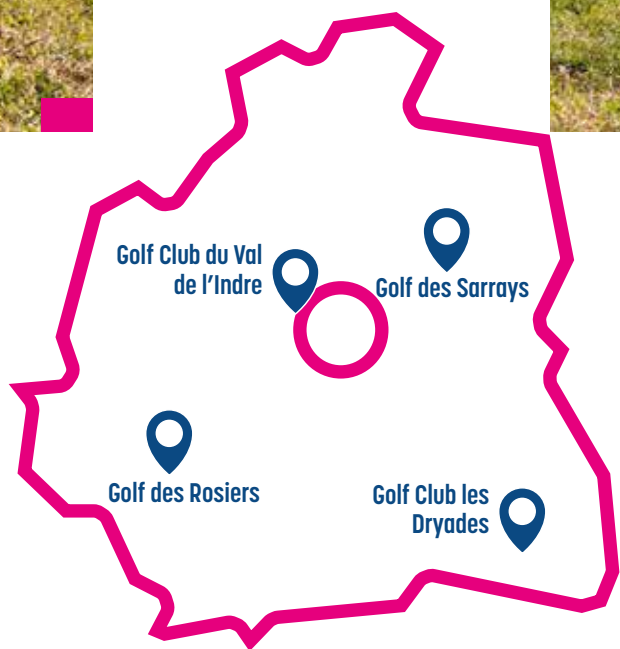 Golf Club du Val
de l'Indre
Golf des Sarrays
Golf des Rosiers
Golf Club les
Dryades